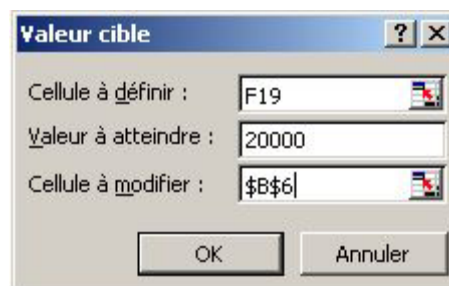 Valeur cible ? ×
Cellule à définir : F19
Valeur à atteindre : 20000
Cellule à modifier : $B$6
OK Annuler